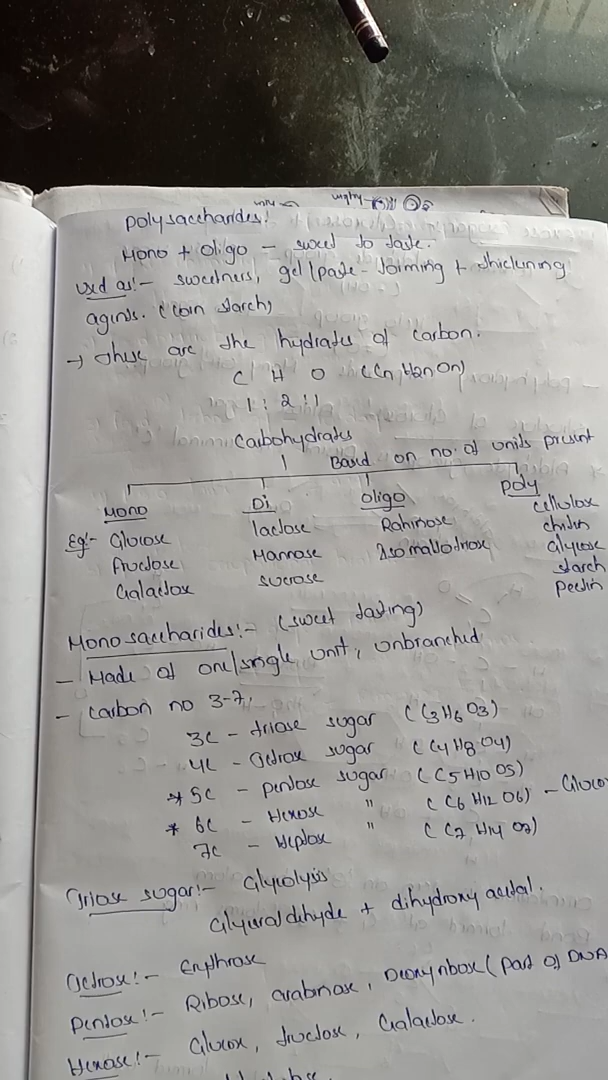 polysaccharides:
Mono + Oligo - sweet to taste.
Used as:- sweetners, gel/paste-forming + thickening
agents. (corn starch)
→ These are the hydrates of carbon.
C H O (Cn H2n On)
1 : 2 : 1
Carbohydrates
Based on no. of units present
Mono Di Oligo Poly
Eg:- Glucose lactose Rahinose cellulose
fructose Mannose Isomaltotriose chitin
Galactose sucrose Glycose
starch
pectin
Monosaccharides:- (sweet tasting)
- Made of one/single unit, unbranched
- carbon no 3-7,
3C - triose sugar (C3H6O3)
4C - Tetrose sugar (C4H8O4)
* 5C - pentose sugar (C5H10O5)
* 6C - Hexose " (C6H12O6) - Gluco
7C - Heptose " (C7H14O7)
Triose sugar:- Glycolysis
Glyceraldihyde + dihydroxy acetal.
Tetrose:- Erythrose
Pentose:- Ribose, arabinose, Deoxyribose (Part of DNA
Hexose:- Glucose, fructose, Galactose.